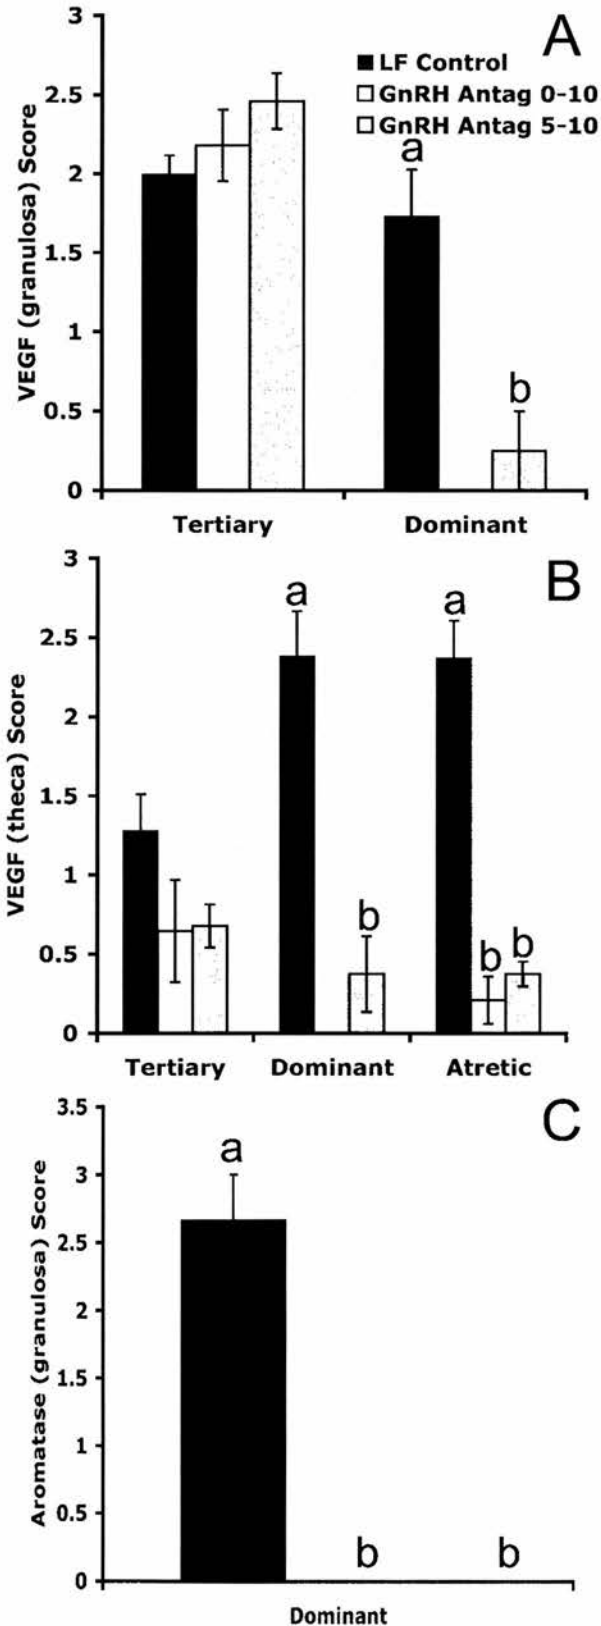 3
A
LF Control
GnRH Antag 0-10
GnRH Antag 5-10
2.5
2
1.5
1
0.5
0
VEGF (granulosa) Score
a
b
Tertiary
Dominant
3
B
2.5
2
1.5
1
0.5
0
VEGF (theca) Score
a
a
b
b
b
Tertiary
Dominant
Atretic
3.5
C
3
2.5
2
1.5
1
0.5
0
Aromatase (granulosa) Score
a
b
b
Dominant